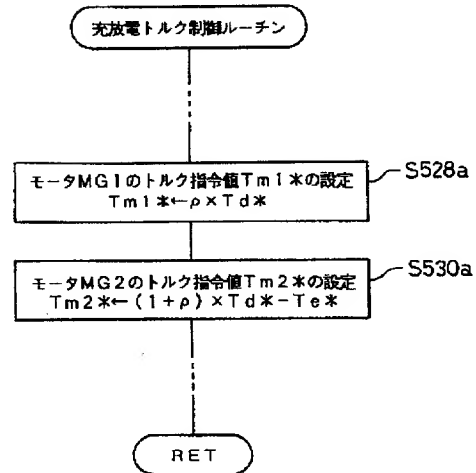 充放電トルク制御ルーチン
モータMG1のトルク指令値Tm1*の設定
Tm1*←ρ×Td*
S528a
モータMG2のトルク指令値Tm2*の設定
Tm2*←(1+ρ)×Td*-Te*
S530a
RET